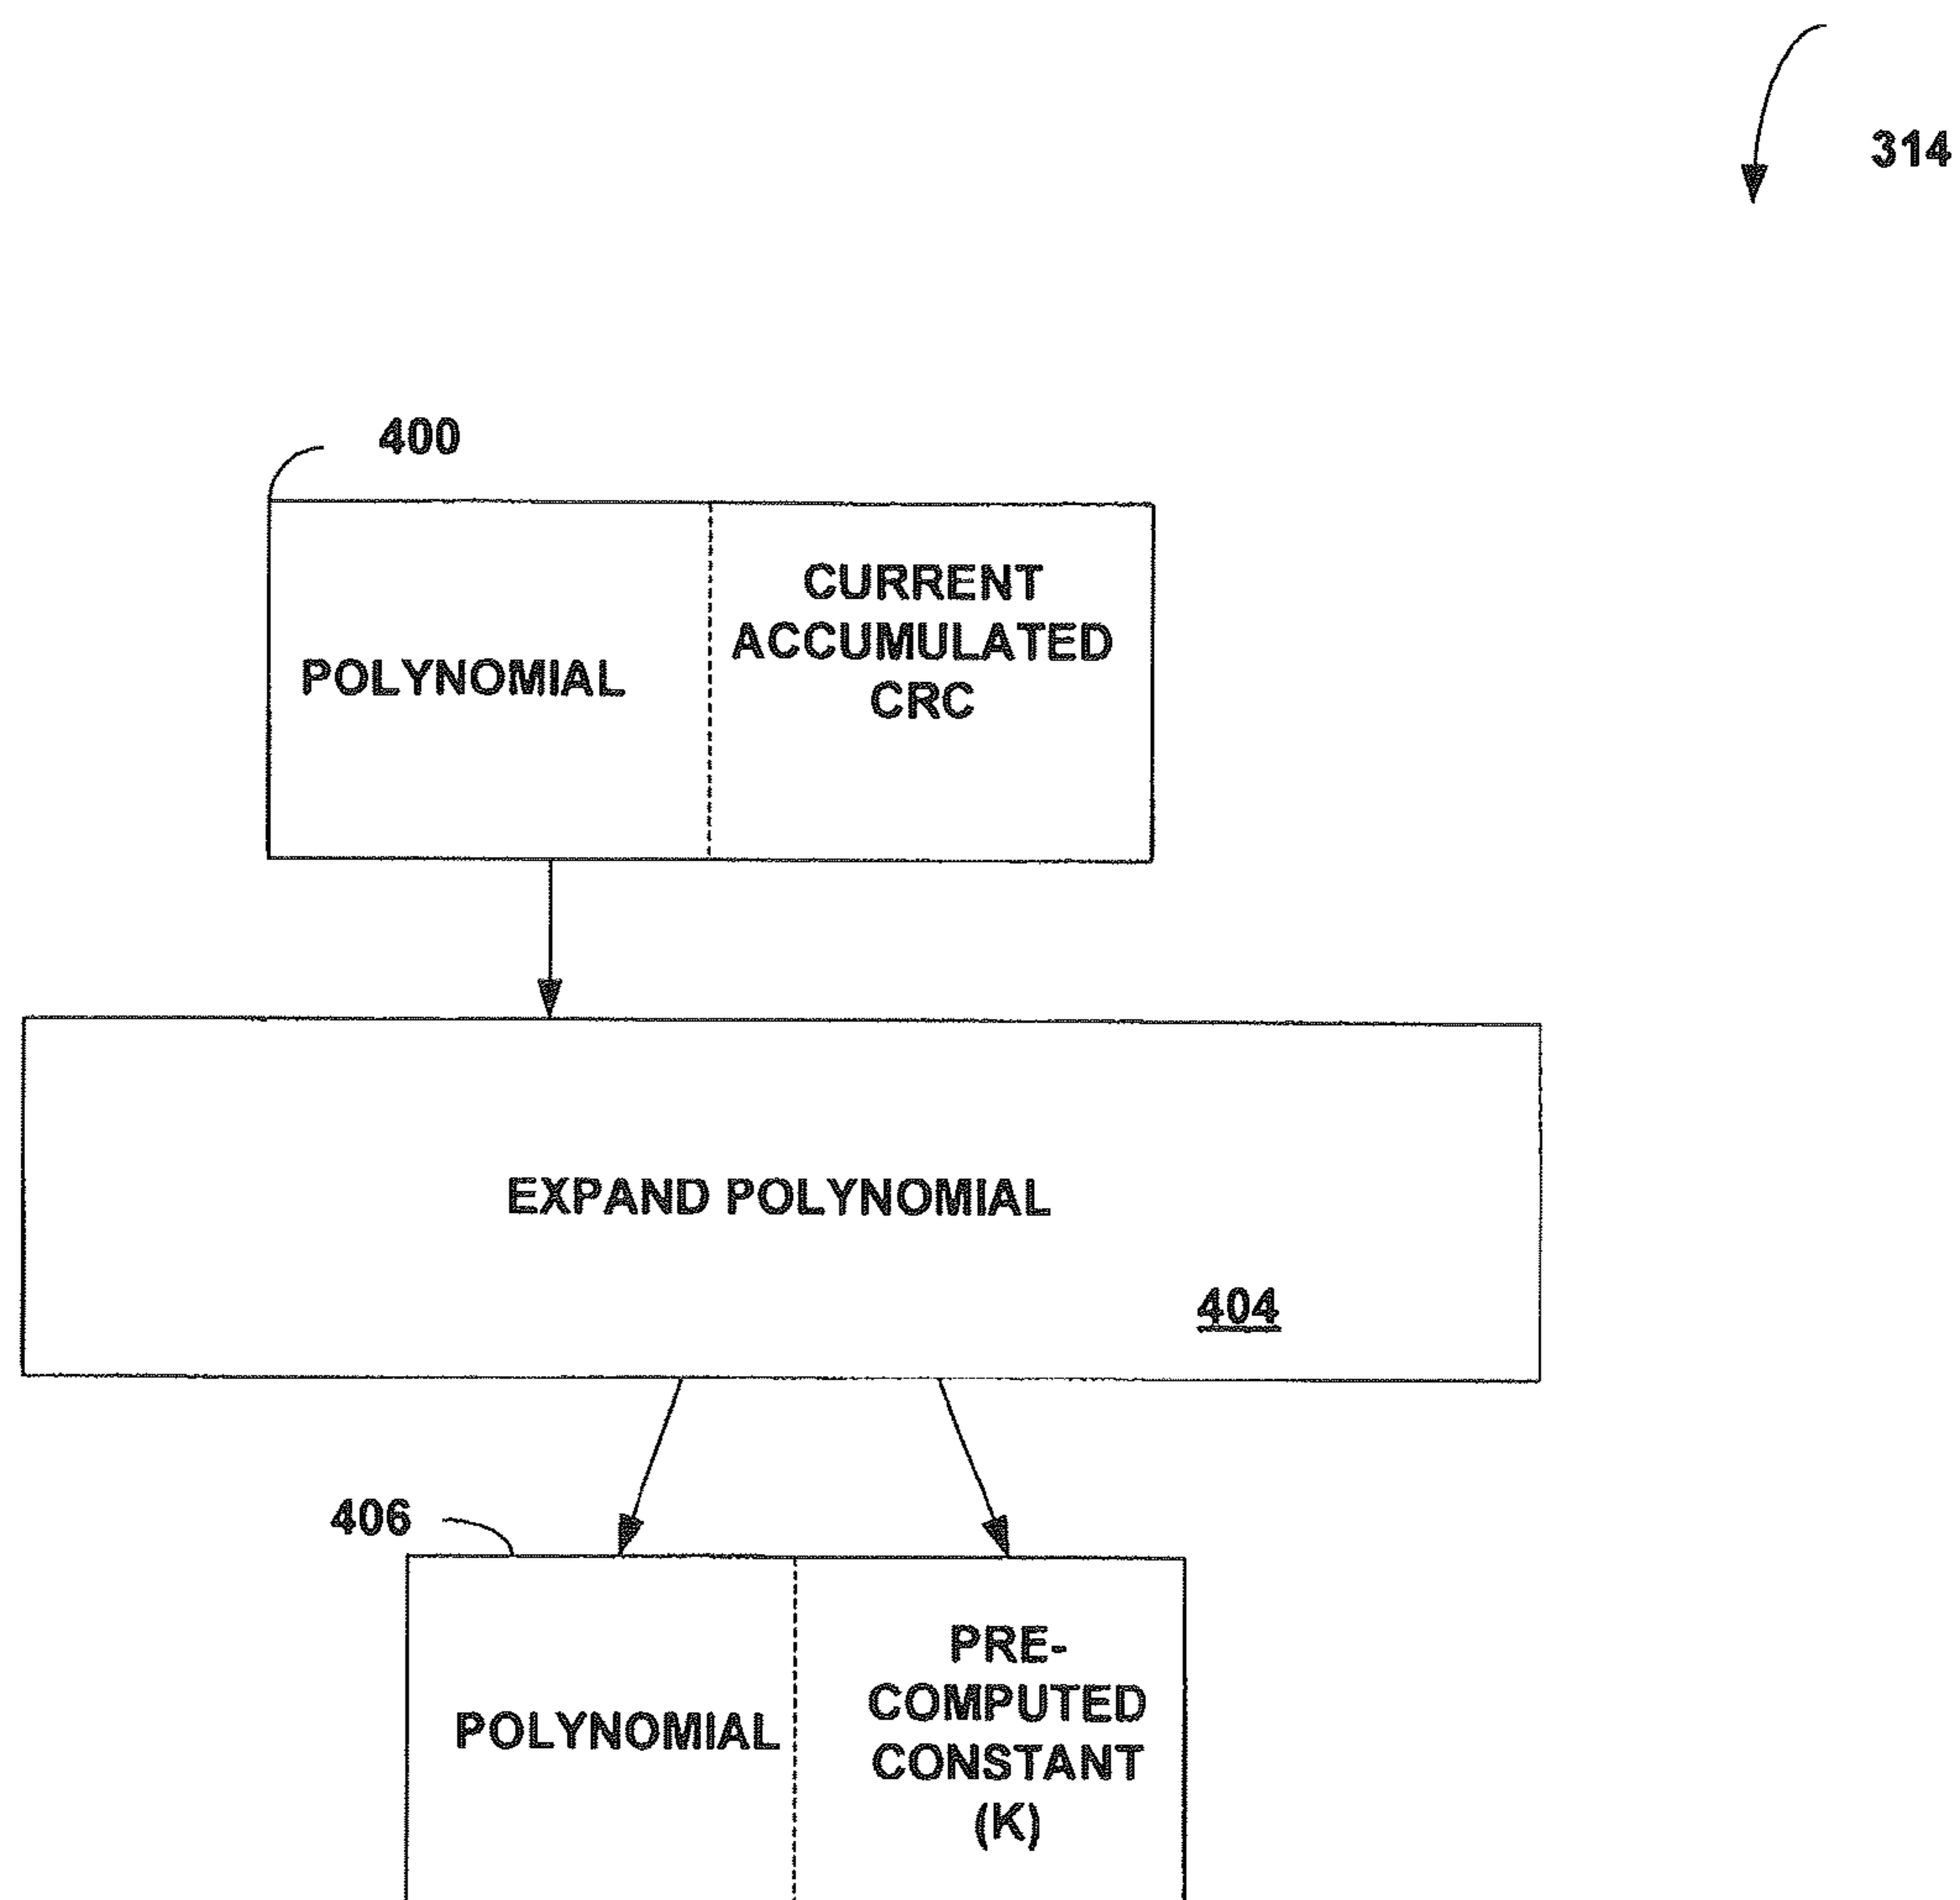 314
400
POLYNOMIAL
CURRENT
ACCUMULATED
CRC
EXPAND POLYNOMIAL
404
406
POLYNOMIAL
PRE-
COMPUTED
CONSTANT
(K)